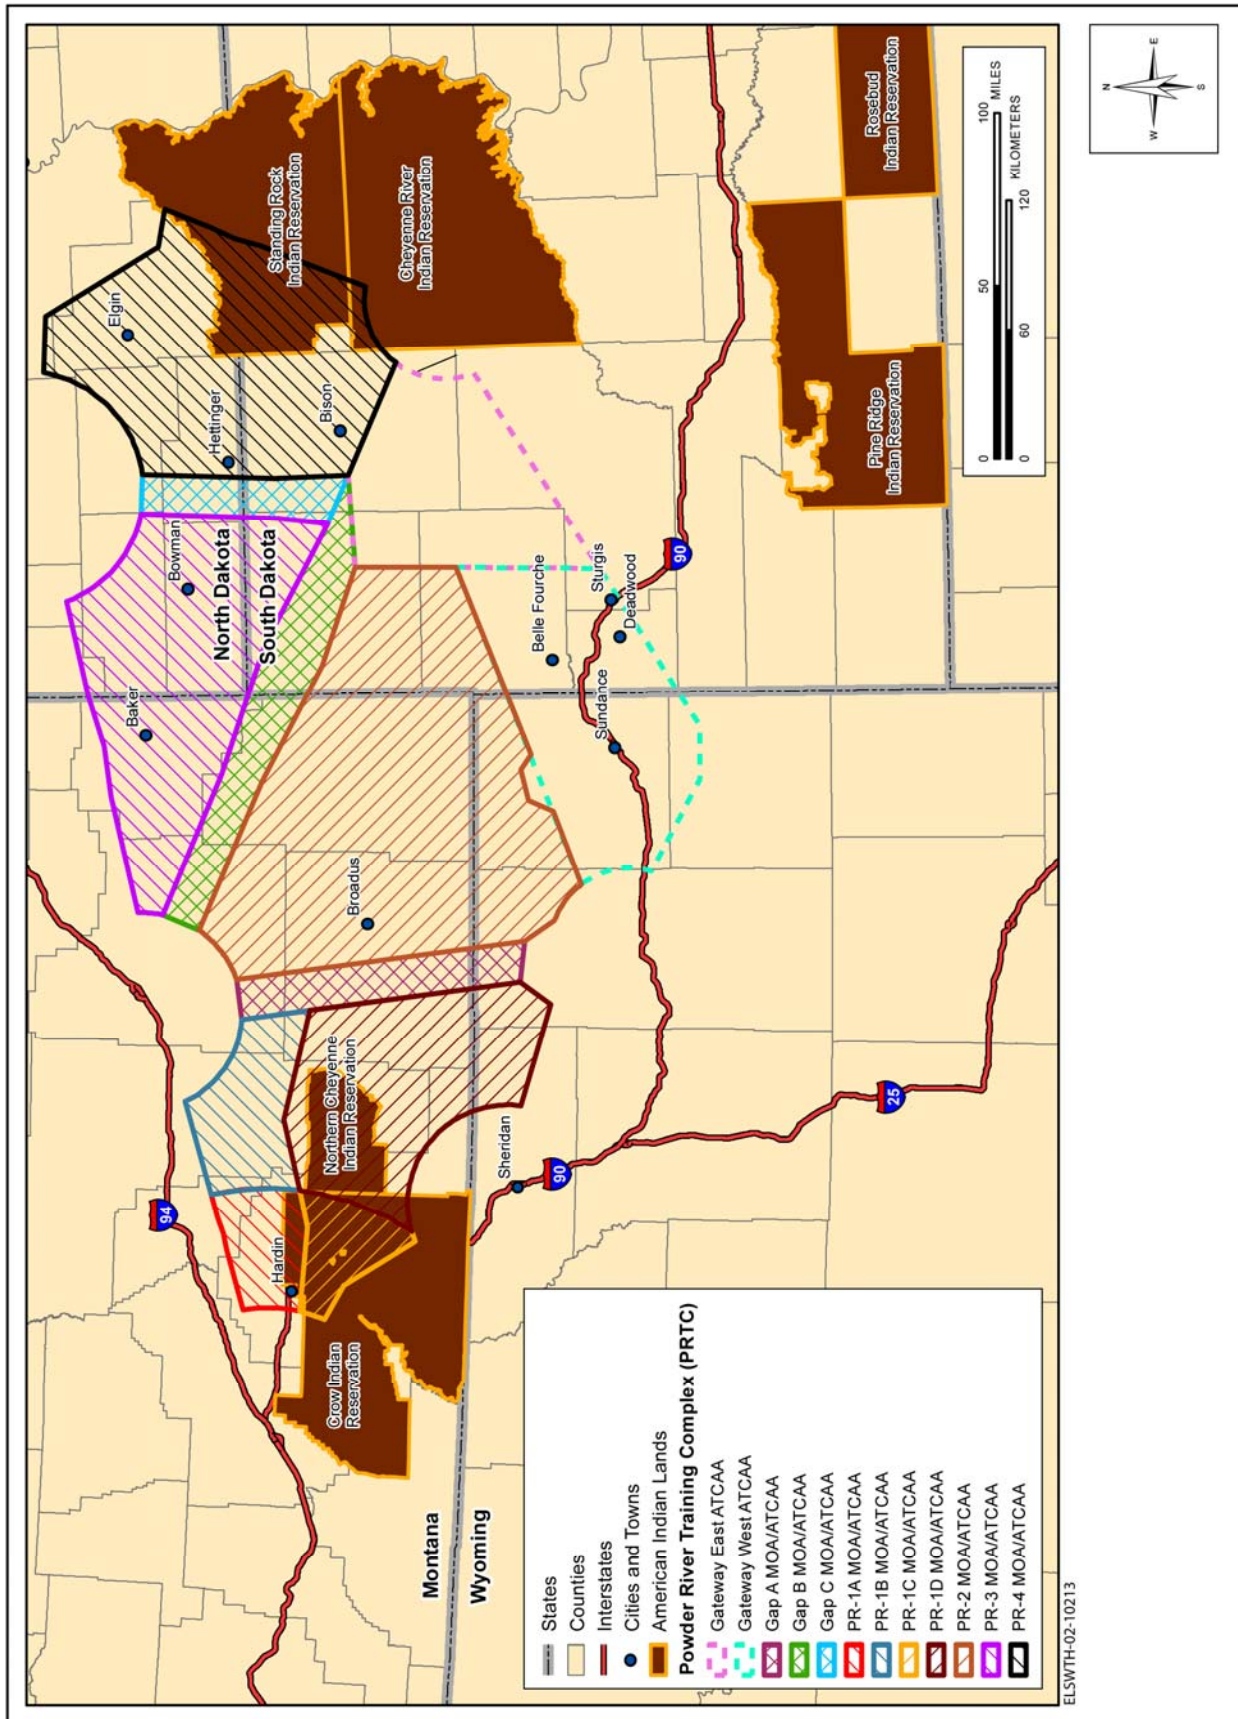 Elgin
Hettinger
Bison
Bowman
Baker
North Dakota
South Dakota
Standing Rock
Indian Reservation
Cheyenne River
Indian Reservation
Broadus
Belle Fourche
Sturgis
Deadwood
Sundance
90
94
Hardin
Northern Cheyenne
Indian Reservation
Crow Indian
Reservation
Sheridan
90
25
Montana
Wyoming
Pine Ridge
Indian Reservation
Rosebud
Indian Reservation
0 50 100 MILES
0 60 120 KILOMETERS
N
W E
S
States
Counties
Interstates
Cities and Towns
American Indian Lands
Powder River Training Complex (PRTC)
Gateway East ATCAA
Gateway West ATCAA
Gap A MOA/ATCAA
Gap B MOA/ATCAA
Gap C MOA/ATCAA
PR-1A MOA/ATCAA
PR-1B MOA/ATCAA
PR-1C MOA/ATCAA
PR-1D MOA/ATCAA
PR-2 MOA/ATCAA
PR-3 MOA/ATCAA
PR-4 MOA/ATCAA
ELSWTH-02-10213